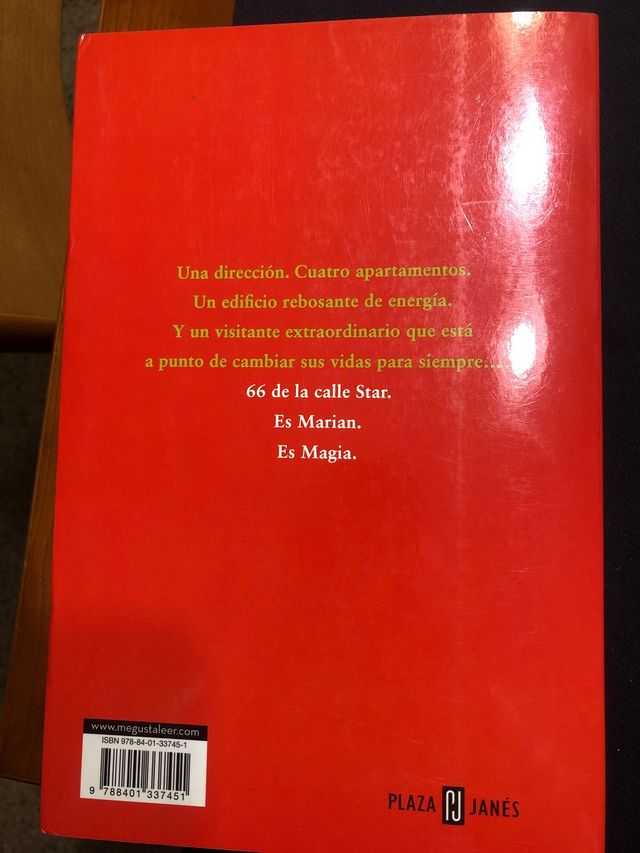 Una dirección. Cuatro apartamentos.
Un edificio rebosante de energía.
Y un visitante extraordinario que está
a punto de cambiar sus vidas para siempre...
66 de la calle Star.
Es Marian.
Es Magia.
www.megustaleer.com
ISBN 978-84-01-33745-1
9 788401 337451
PLAZA PJ JANÉS